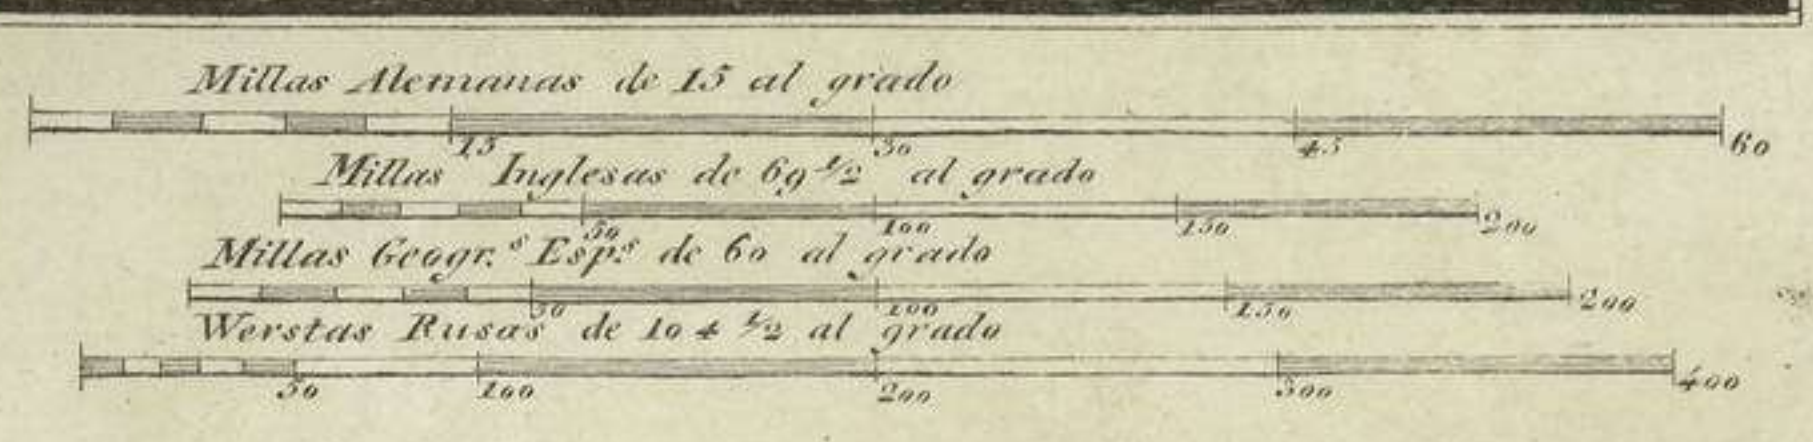 Millas Alemanas de 15 al grado
15 30 45 60
Millas Inglesas de 69 1/2 al grado
50 100 150 200
Millas Geogr.s Esp.s de 60 al grado
50 100 150 200
Werstas Rusas de 104 1/2 al grado
50 100 200 300 400